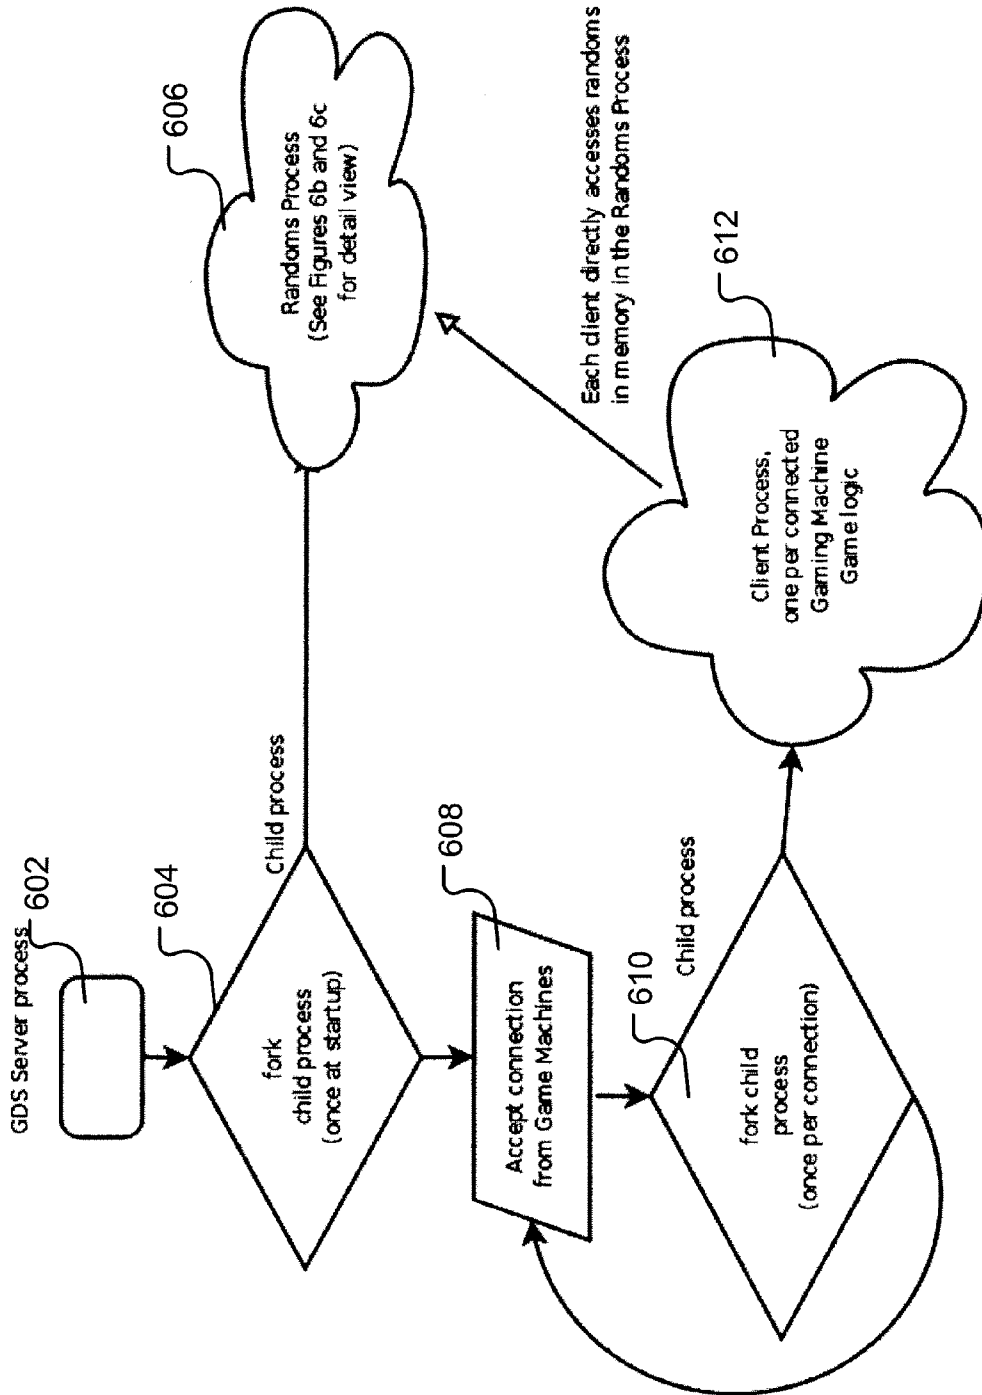 GDS Server process
602
604
fork
child process
(once at startup)
Child process
606
Randoms Process
(See Figures 6b and 6c
for detail view)
608
Accept connection
from Game Machines
Each client directly accesses randoms
in memory in the Randoms Process
610
fork child
process
(once per connection)
Child process
612
Client Process,
one per connected
Gaming Machine
Game logic